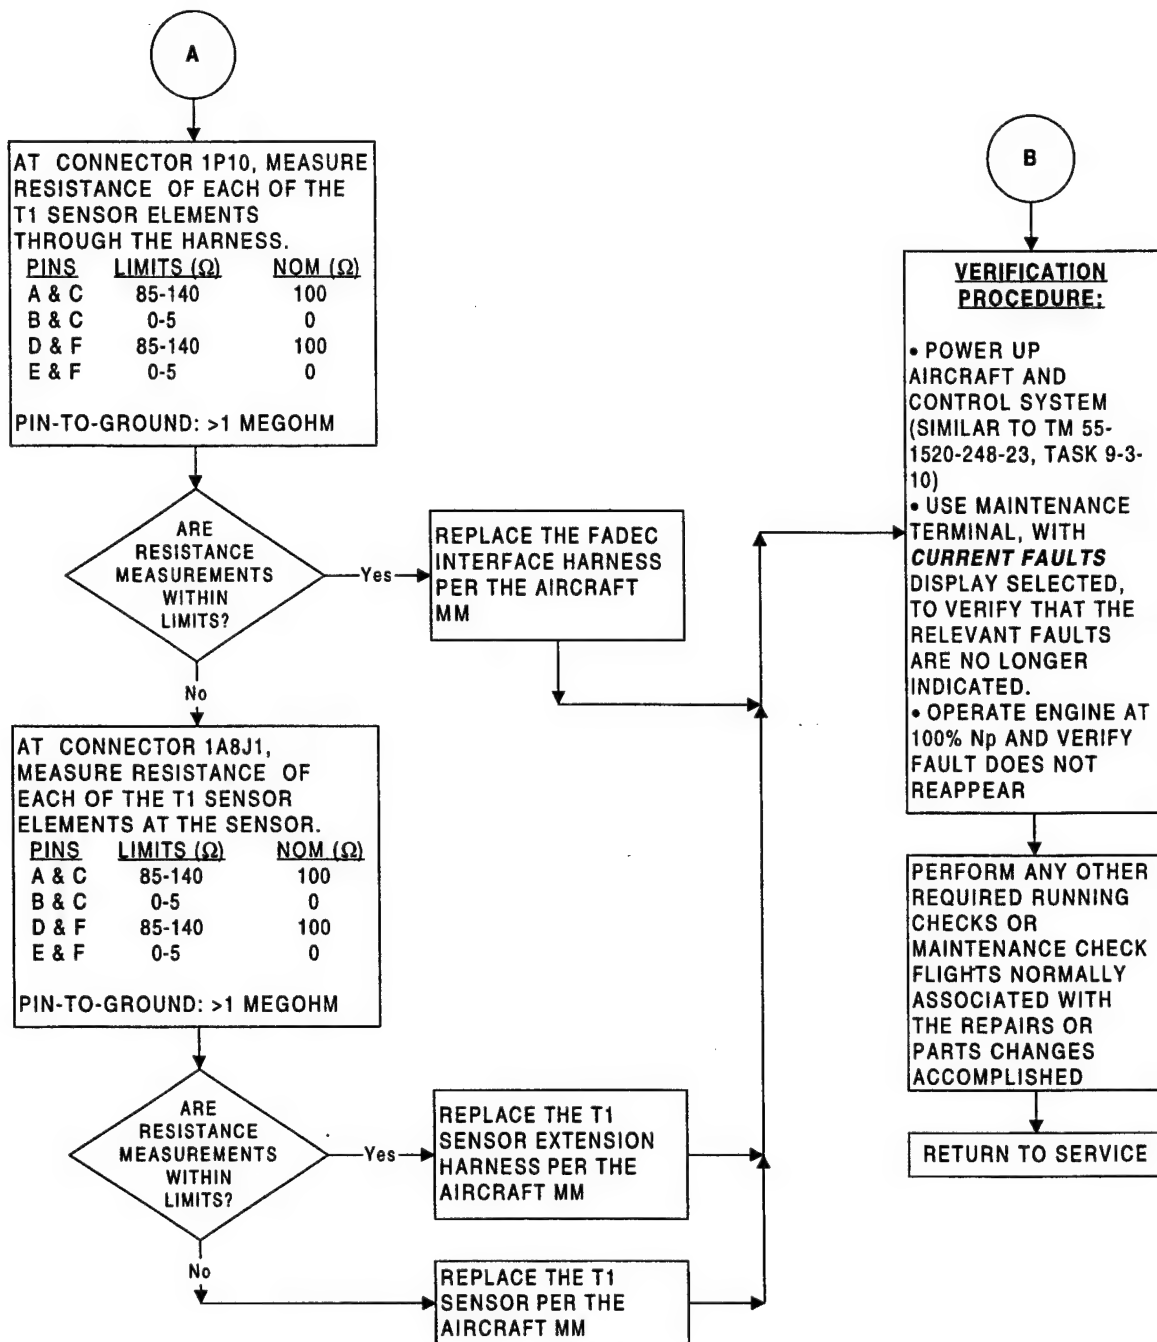 A
AT CONNECTOR 1P10, MEASURE
RESISTANCE OF EACH OF THE
T1 SENSOR ELEMENTS
THROUGH THE HARNESS.
PINS LIMITS (Ω) NOM (Ω)
A & C 85-140 100
B & C 0-5 0
D & F 85-140 100
E & F 0-5 0
PIN-TO-GROUND: >1 MEGOHM
ARE
RESISTANCE
MEASUREMENTS
WITHIN
LIMITS?
Yes
REPLACE THE FADEC
INTERFACE HARNESS
PER THE AIRCRAFT
MM
No
AT CONNECTOR 1A8J1,
MEASURE RESISTANCE OF
EACH OF THE T1 SENSOR
ELEMENTS AT THE SENSOR.
PINS LIMITS (Ω) NOM (Ω)
A & C 85-140 100
B & C 0-5 0
D & F 85-140 100
E & F 0-5 0
PIN-TO-GROUND: >1 MEGOHM
ARE
RESISTANCE
MEASUREMENTS
WITHIN
LIMITS?
Yes
REPLACE THE T1
SENSOR EXTENSION
HARNESS PER THE
AIRCRAFT MM
No
REPLACE THE T1
SENSOR PER THE
AIRCRAFT MM
B
VERIFICATION
PROCEDURE:
• POWER UP
AIRCRAFT AND
CONTROL SYSTEM
(SIMILAR TO TM 55-
1520-248-23, TASK 9-3-
10)
• USE MAINTENANCE
TERMINAL, WITH
CURRENT FAULTS
DISPLAY SELECTED,
TO VERIFY THAT THE
RELEVANT FAULTS
ARE NO LONGER
INDICATED.
• OPERATE ENGINE AT
100% Np AND VERIFY
FAULT DOES NOT
REAPPEAR
PERFORM ANY OTHER
REQUIRED RUNNING
CHECKS OR
MAINTENANCE CHECK
FLIGHTS NORMALLY
ASSOCIATED WITH
THE REPAIRS OR
PARTS CHANGES
ACCOMPLISHED
RETURN TO SERVICE